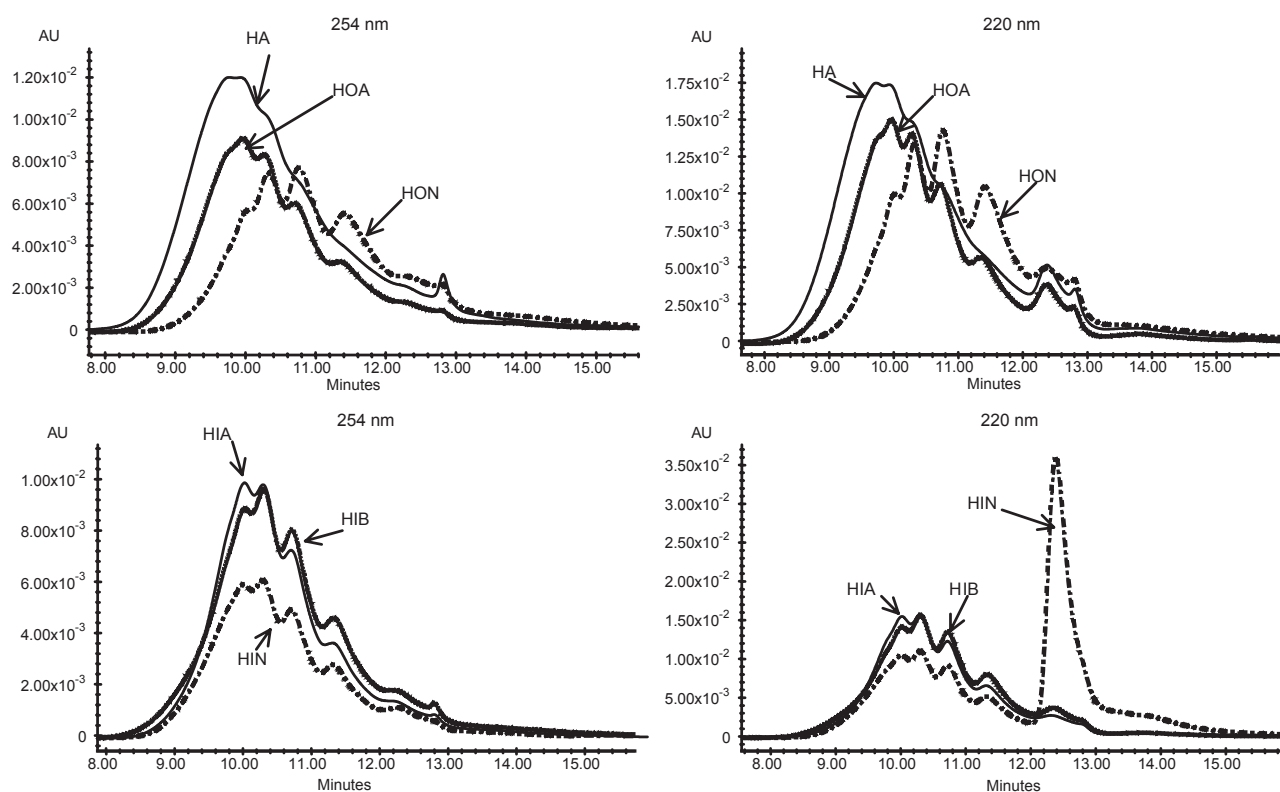 254 nm
AU
HA
HOA
HON
1.20x10-2
1.00x10-2
8.00x10-3
6.00x10-3
4.00x10-3
2.00x10-3
0
8.00 9.00 10.00 11.00 12.00 13.00 14.00 15.00
Minutes
220 nm
AU
HA
HOA
HON
1.75x10-2
1.50x10-2
1.25x10-2
1.00x10-2
7.50x10-3
5.00x10-3
2.50x10-3
0
8.00 9.00 10.00 11.00 12.00 13.00 14.00 15.00
Minutes
254 nm
AU
HIA
HIB
HIN
1.00x10-2
8.00x10-3
6.00x10-3
4.00x10-3
2.00x10-3
0
8.00 9.00 10.00 11.00 12.00 13.00 14.00 15.00
Minutes
220 nm
AU
HIN
HIA
HIB
3.50x10-2
3.00x10-2
2.50x10-2
2.00x10-2
1.50x10-2
1.00x10-2
5.00x10-3
0
8.00 9.00 10.00 11.00 12.00 13.00 14.00 15.00
Minutes